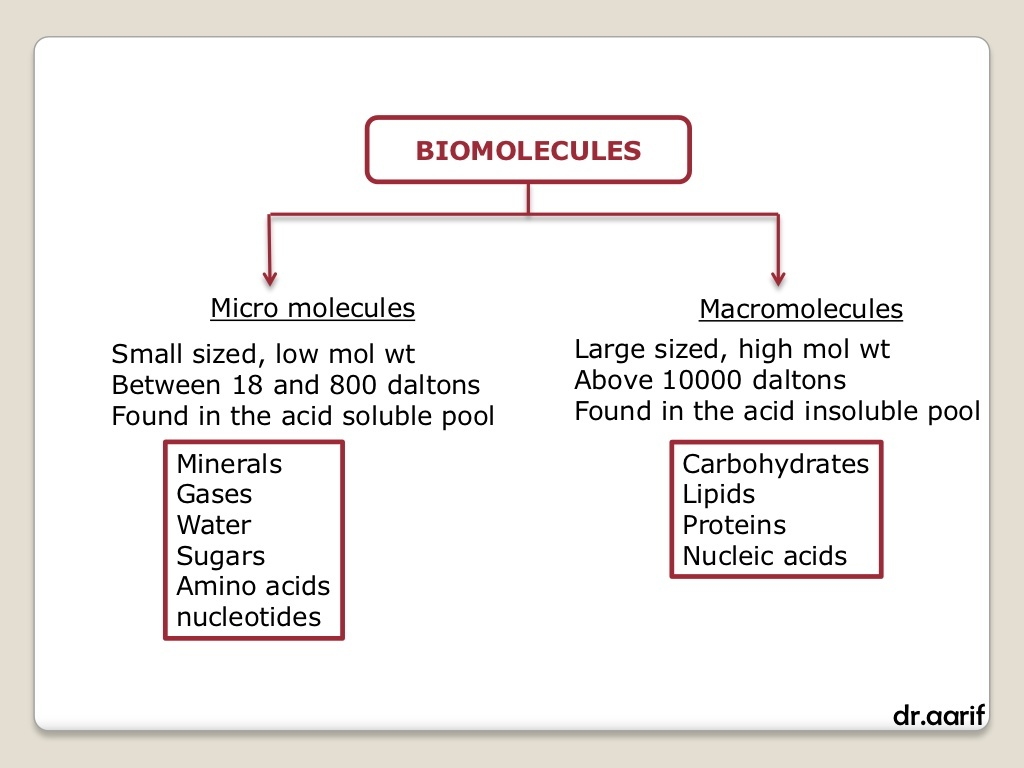 BIOMOLECULES
Micro molecules
Small sized, low mol wt
Between 18 and 800 daltons
Found in the acid soluble pool
Minerals
Gases
Water
Sugars
Amino acids
nucleotides
Macromolecules
Large sized, high mol wt
Above 10000 daltons
Found in the acid insoluble pool
Carbohydrates
Lipids
Proteins
Nucleic acids
dr.aarif